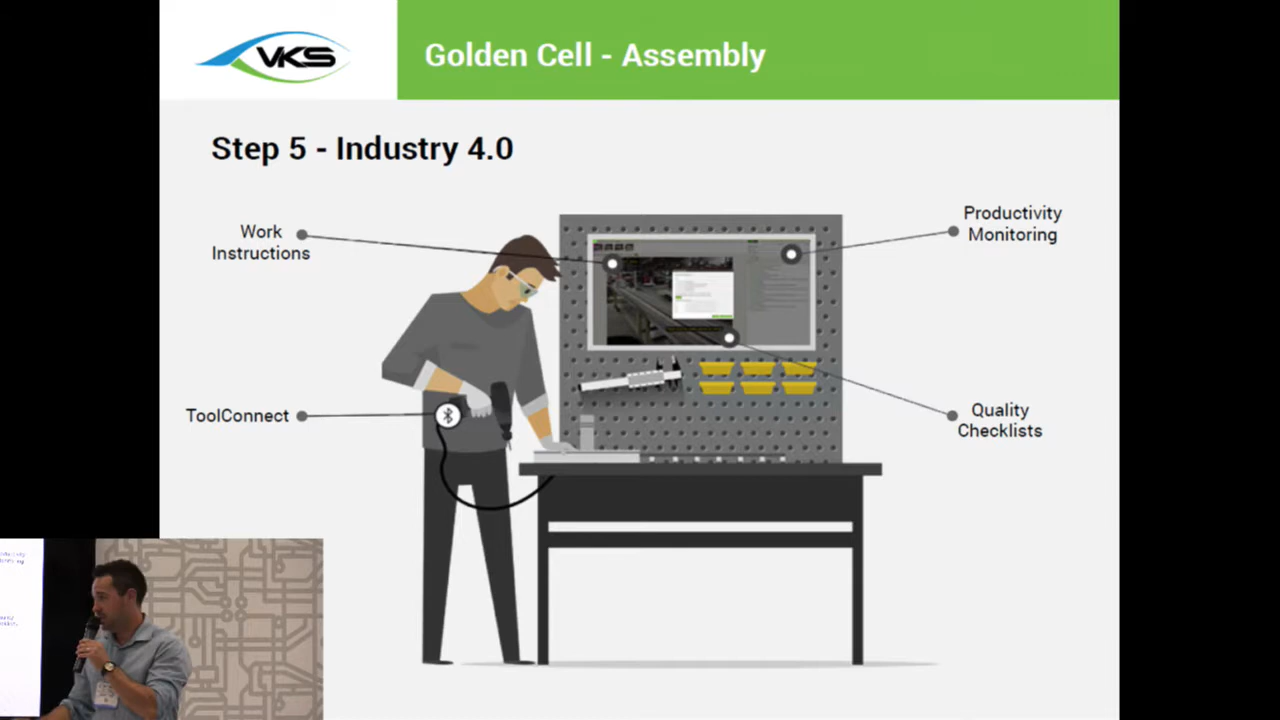 VKS
Golden Cell - Assembly
Step 5 - Industry 4.0
Work
Instructions
Productivity
Monitoring
ToolConnect
Quality
Checklists